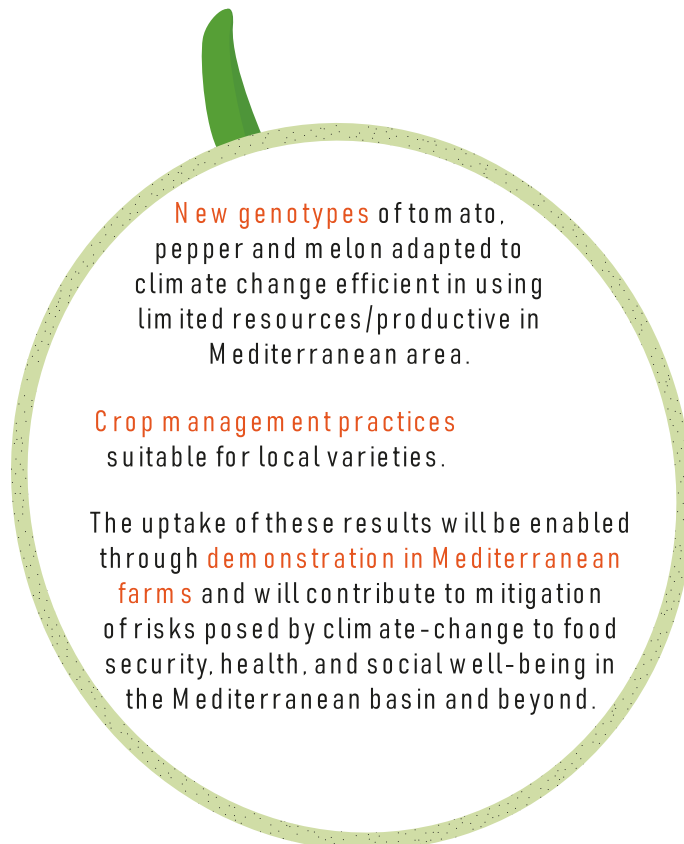 New genotypes of tomato,
pepper and melon adapted to
climate change efficient in using
limited resources/productive in
Mediterranean area.
Crop management practices
suitable for local varieties.
The uptake of these results will be enabled
through demonstration in Mediterranean
farms and will contribute to mitigation
of risks posed by climate-change to food
security, health, and social well-being in
the Mediterranean basin and beyond.